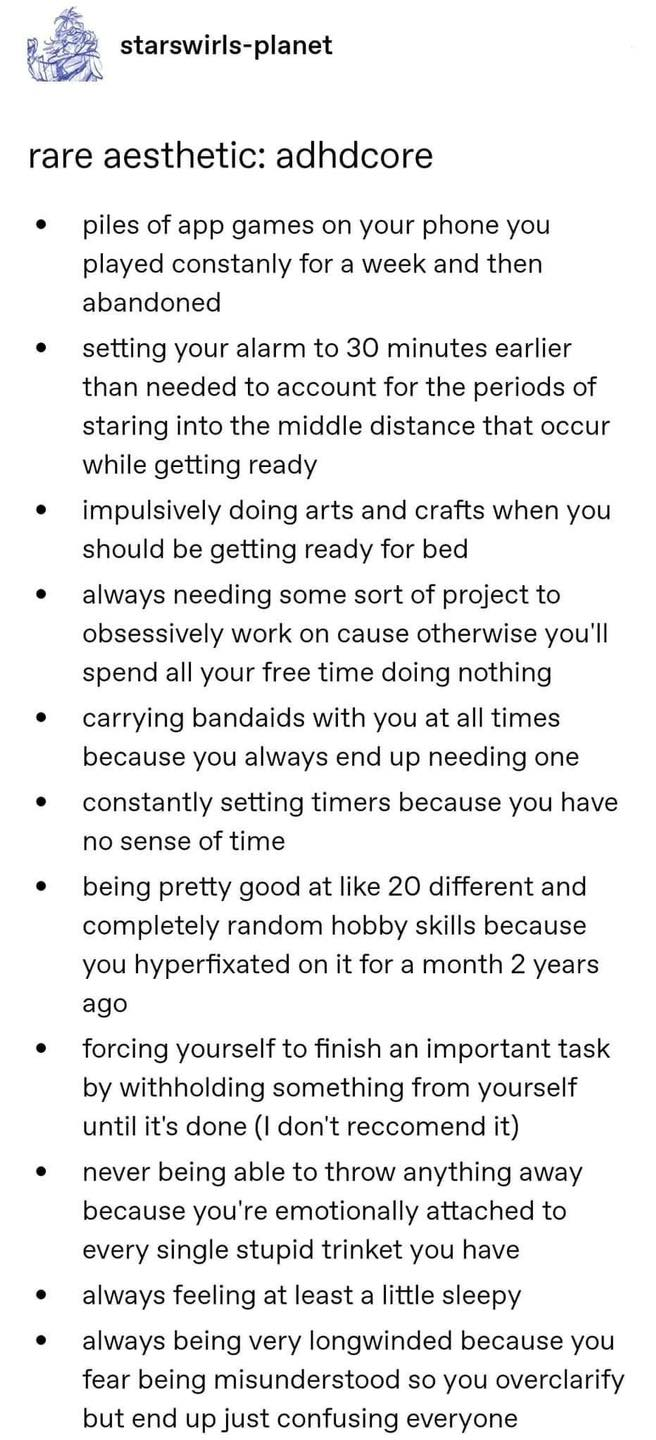 starswirls-planet
rare aesthetic: adhdcore
• piles of app games on your phone you
played constanly for a week and then
abandoned
• setting your alarm to 30 minutes earlier
than needed to account for the periods of
staring into the middle distance that occur
while getting ready
• impulsively doing arts and crafts when you
should be getting ready for bed
• always needing some sort of project to
obsessively work on cause otherwise you'll
spend all your free time doing nothing
• carrying bandaids with you at all times
because you always end up needing one
• constantly setting timers because you have
no sense of time
• being pretty good at like 20 different and
completely random hobby skills because
you hyperfixated on it for a month 2 years
ago
• forcing yourself to finish an important task
by withholding something from yourself
until it's done (I don't reccomend it)
• never being able to throw anything away
because you're emotionally attached to
every single stupid trinket you have
• always feeling at least a little sleepy
• always being very longwinded because you
fear being misunderstood so you overclarify
but end up just confusing everyone